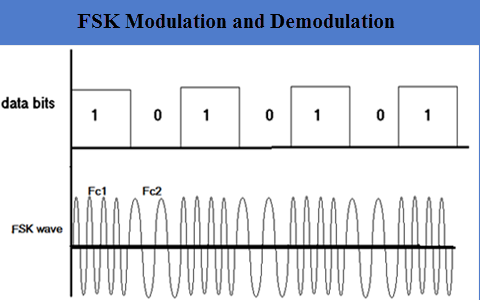 FSK Modulation and Demodulation
data bits
1 0 1 0 1 0 1
Fc1 Fc2
FSK wave